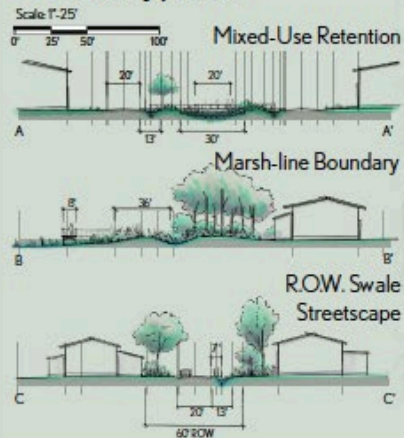 Scale: 1"-25'
0' 25' 50' 100'
Mixed-Use Retention
20' 20'
13' 30'
A A'
Marsh-line Boundary
8' 36'
B B'
R.O.W. Swale
Streetscape
C C'
20' 13'
60' ROW